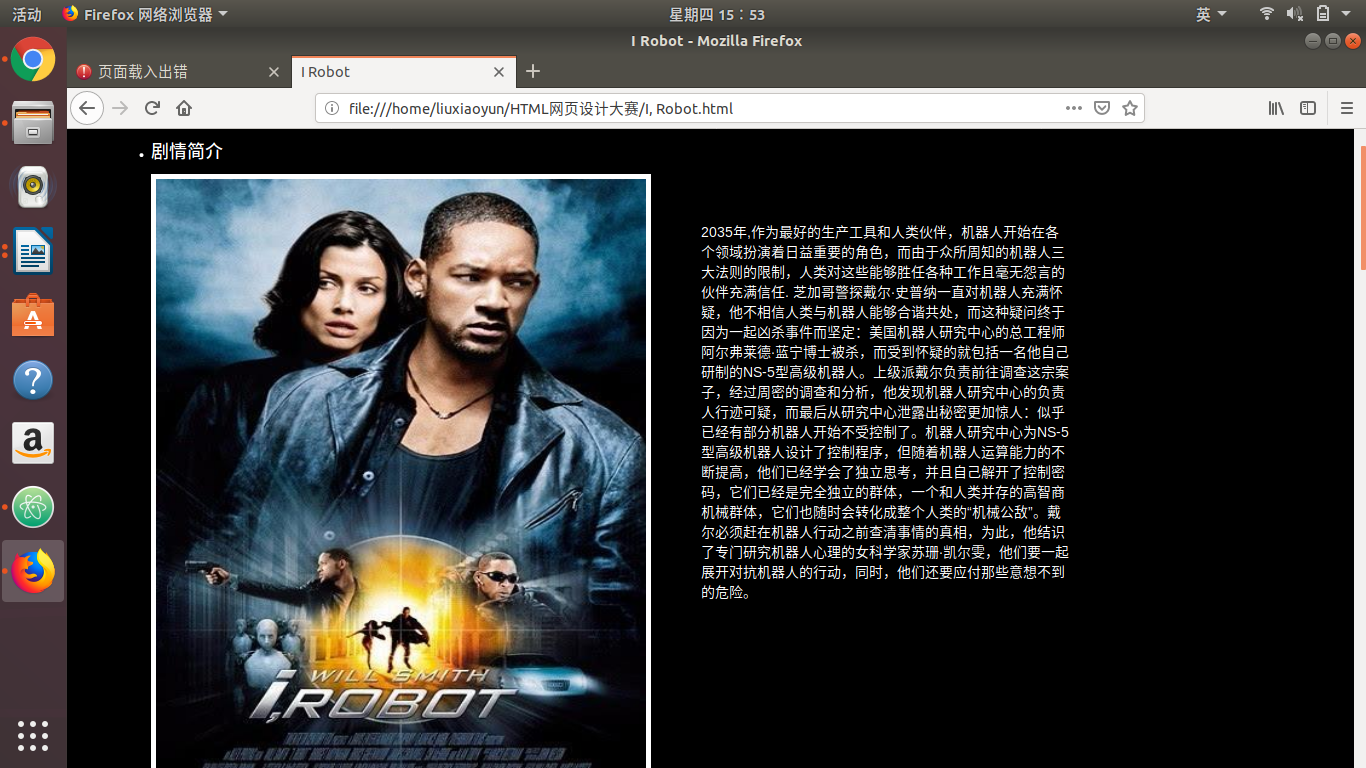 活动
Firefox 网络浏览器
星期四 15：53
英
I Robot - Mozilla Firefox
页面载入出错
I Robot
file:///home/liuxiaoyun/HTML网页设计大赛/I, Robot.html
剧情简介
2035年,作为最好的生产工具和人类伙伴，机器人开始在各
个领域扮演着日益重要的角色，而由于众所周知的机器人三
大法则的限制，人类对这些能够胜任各种工作且毫无怨言的
伙伴充满信任. 芝加哥警探戴尔·史普纳一直对机器人充满怀
疑，他不相信人类与机器人能够合谐共处，而这种疑问终于
因为一起凶杀事件而坚定：美国机器人研究中心的总工程师
阿尔弗莱德·蓝宁博士被杀，而受到怀疑的就包括一名他自己
研制的NS-5型高级机器人。上级派戴尔负责前往调查这宗案
子，经过周密的调查和分析，他发现机器人研究中心的负责
人行迹可疑，而最后从研究中心泄露出秘密更加惊人：似乎
已经有部分机器人开始不受控制了。机器人研究中心为NS-5
型高级机器人设计了控制程序，但随着机器人运算能力的不
断提高，他们已经学会了独立思考，并且自己解开了控制密
码，它们已经是完全独立的群体，一个和人类并存的高智商
机械群体，它们也随时会转化成整个人类的“机械公敌”。戴
尔必须赶在机器人行动之前查清事情的真相，为此，他结识
了专门研究机器人心理的女科学家苏珊·凯尔雯，他们要一起
展开对抗机器人的行动，同时，他们还要应付那些意想不到
的危险。
WILL SMITH
I, ROBOT